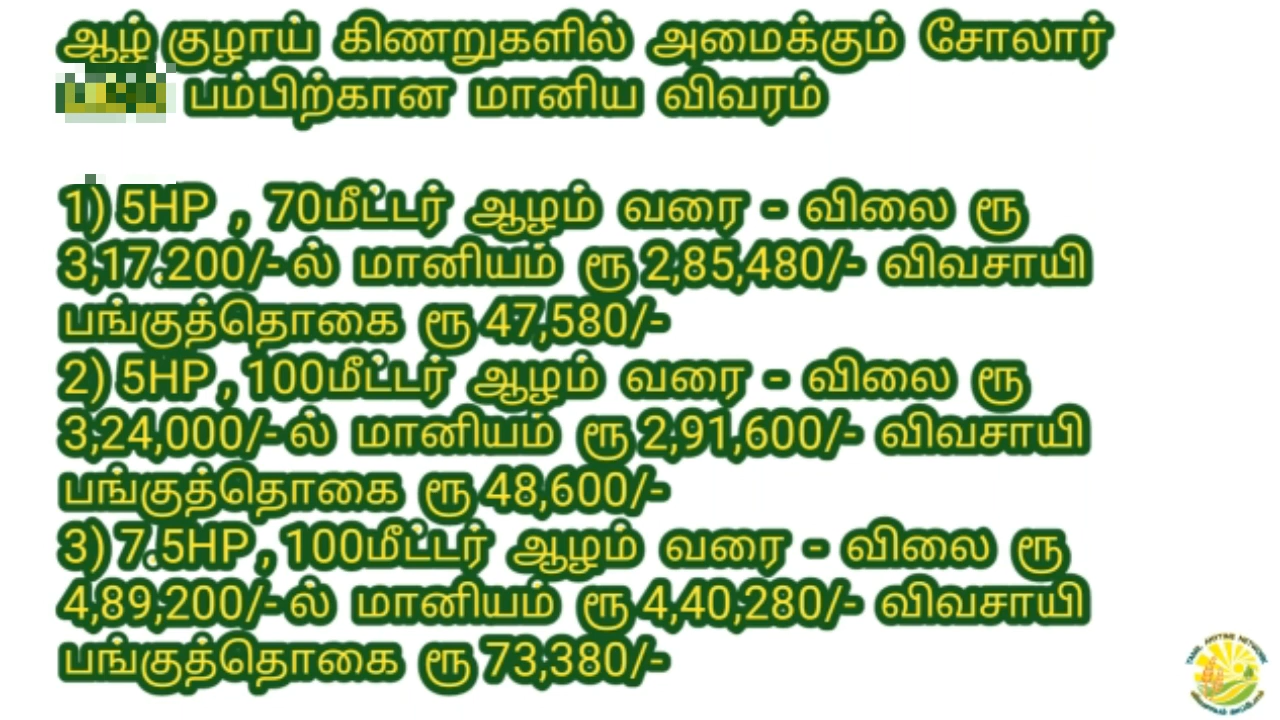 ஆழ் குழாய் கிணறுகளில் அமைக்கும் சோலார்
பம்பிற்கான மானிய விவரம்
1) 5HP , 70மீட்டர் ஆழம் வரை - விலை ரூ
3,17,200/-ல் மானியம் ரூ 2,85,480/- விவசாயி
பங்குத்தொகை ரூ 47,580/-
2) 5HP , 100மீட்டர் ஆழம் வரை - விலை ரூ
3,24,000/-ல் மானியம் ரூ 2,91,600/- விவசாயி
பங்குத்தொகை ரூ 48,600/-
3) 7.5HP , 100மீட்டர் ஆழம் வரை - விலை ரூ
4,89,200/-ல் மானியம் ரூ 4,40,280/- விவசாயி
பங்குத்தொகை ரூ 73,380/-
TAMIL ANYTIME NETWORK